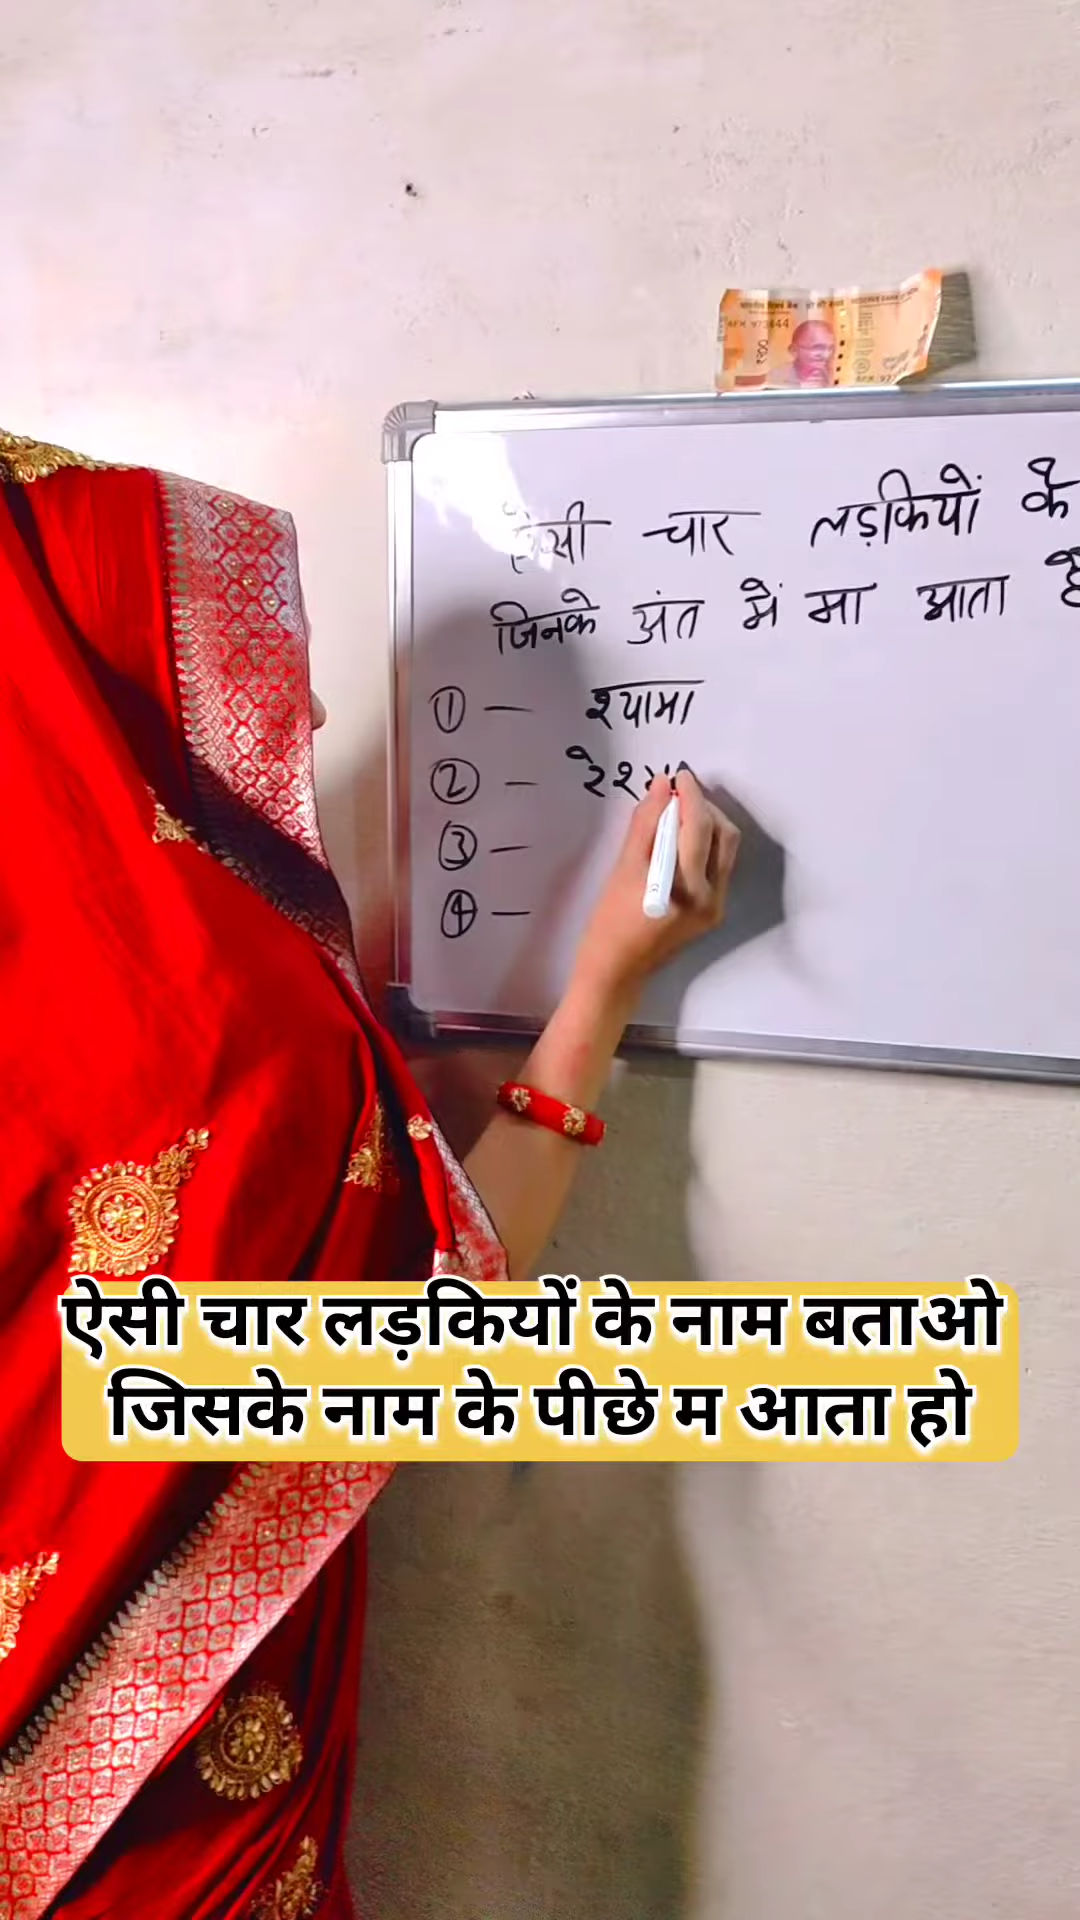 ऐसी चार लड़कियों के
जिनके अंत में मा आता
① — श्यामा
② — रेश
③ —
④ —
ऐसी चार लड़कियों के नाम बताओ
जिसके नाम के पीछे म आता हो